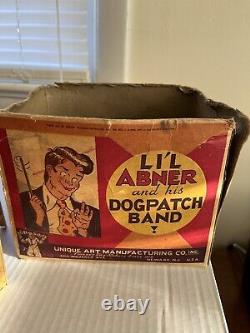 LI'L
ABNER
and his
DOGPATCH
BAND!
UNIQUE ART MANUFACTURING CO., INC.
NEWARK, N.J. U.S.A.